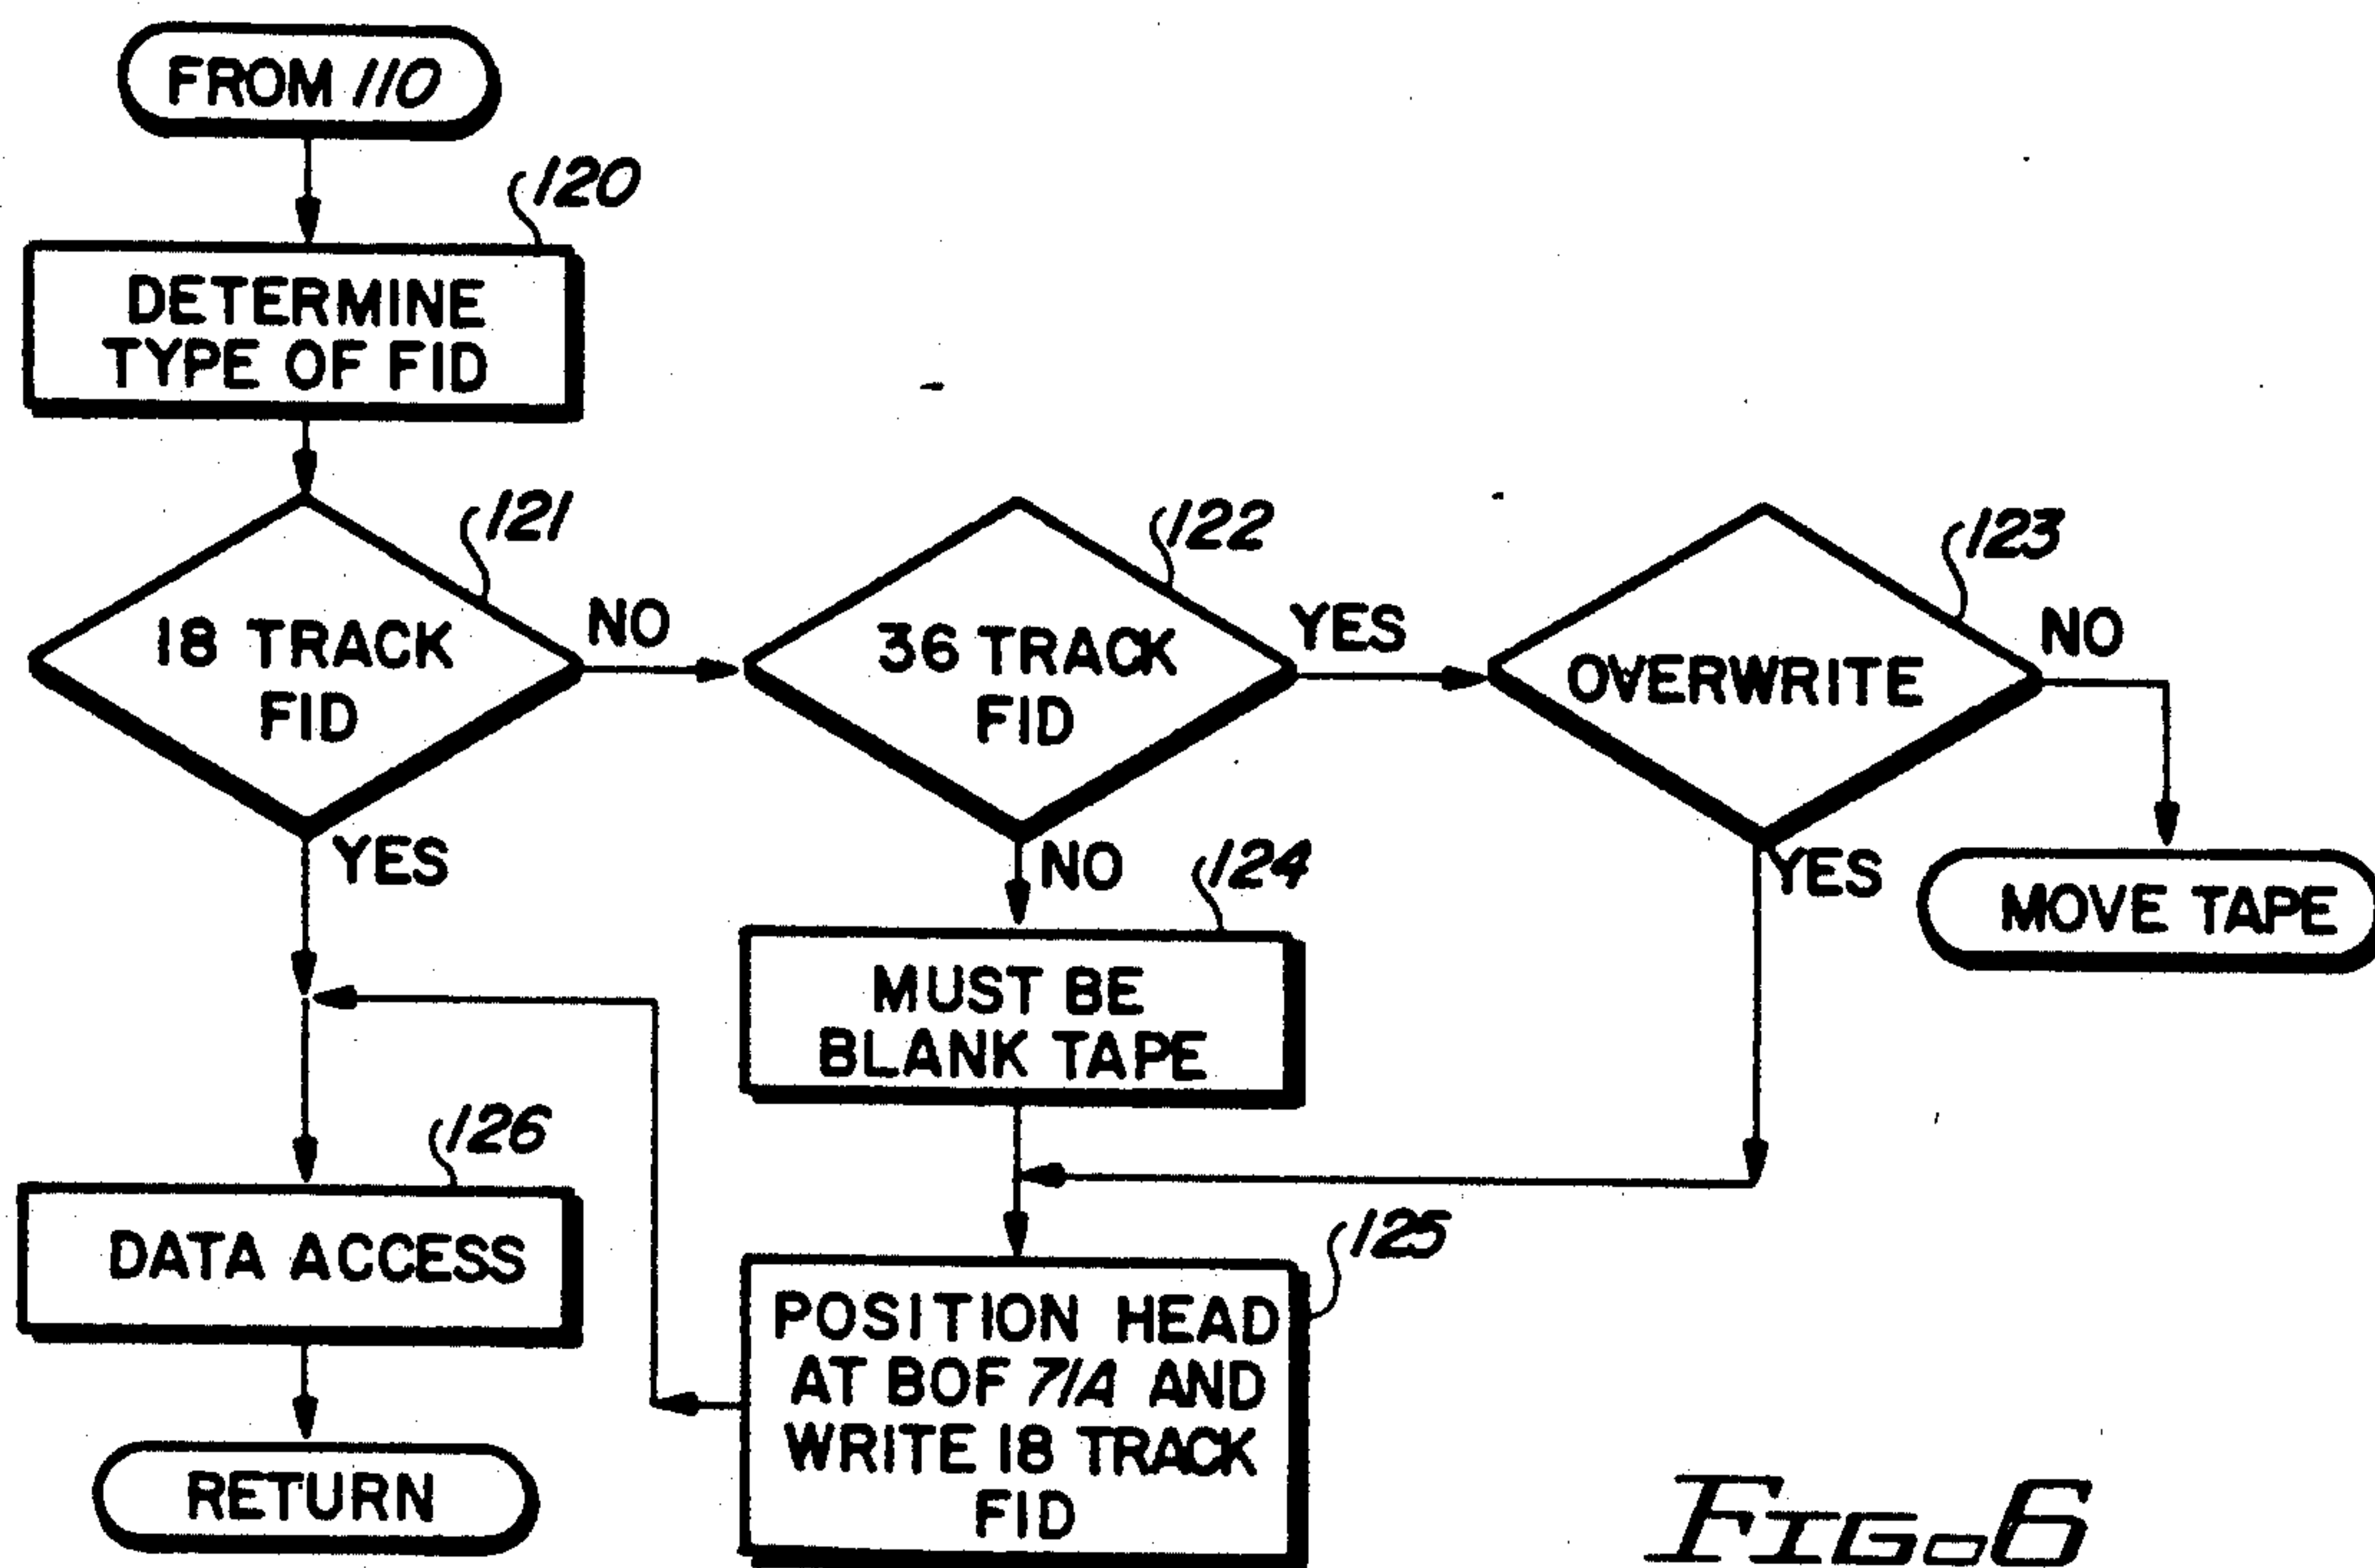 FROM 110
120
DETERMINE
TYPE OF FID
121
18 TRACK
FID
NO
YES
122
36 TRACK
FID
YES
NO
123
OVERWRITE
NO
YES
MOVE TAPE
124
MUST BE
BLANK TAPE
125
POSITION HEAD
AT BOF 71A AND
WRITE 18 TRACK
FID
126
DATA ACCESS
RETURN
FIG. 6